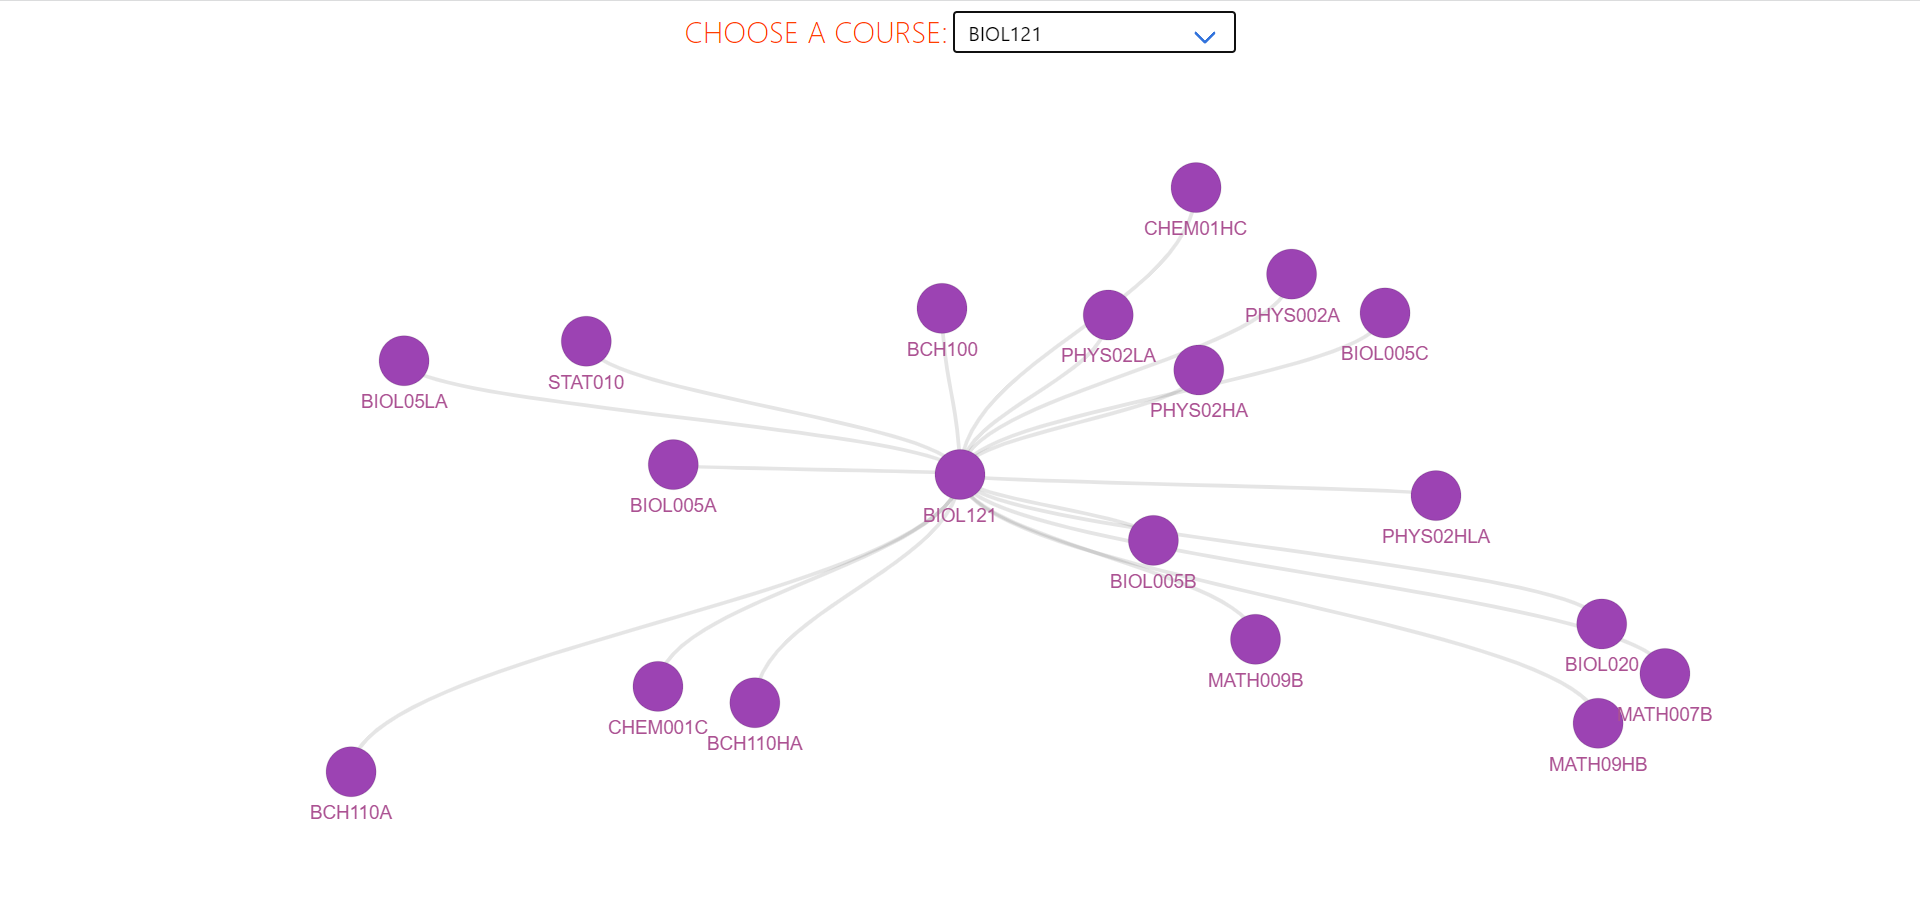 CHOOSE A COURSE: BIOL121
CHEM01HC
PHYS002A
BCH100
PHYS02LA
BIOL005C
STAT010
BIOL05LA
PHYS02HA
BIOL005A
BIOL121
PHYS02HLA
BIOL005B
BIOL020
MATH009B
MATH007B
CHEM001C
BCH110HA
MATH09HB
BCH110A